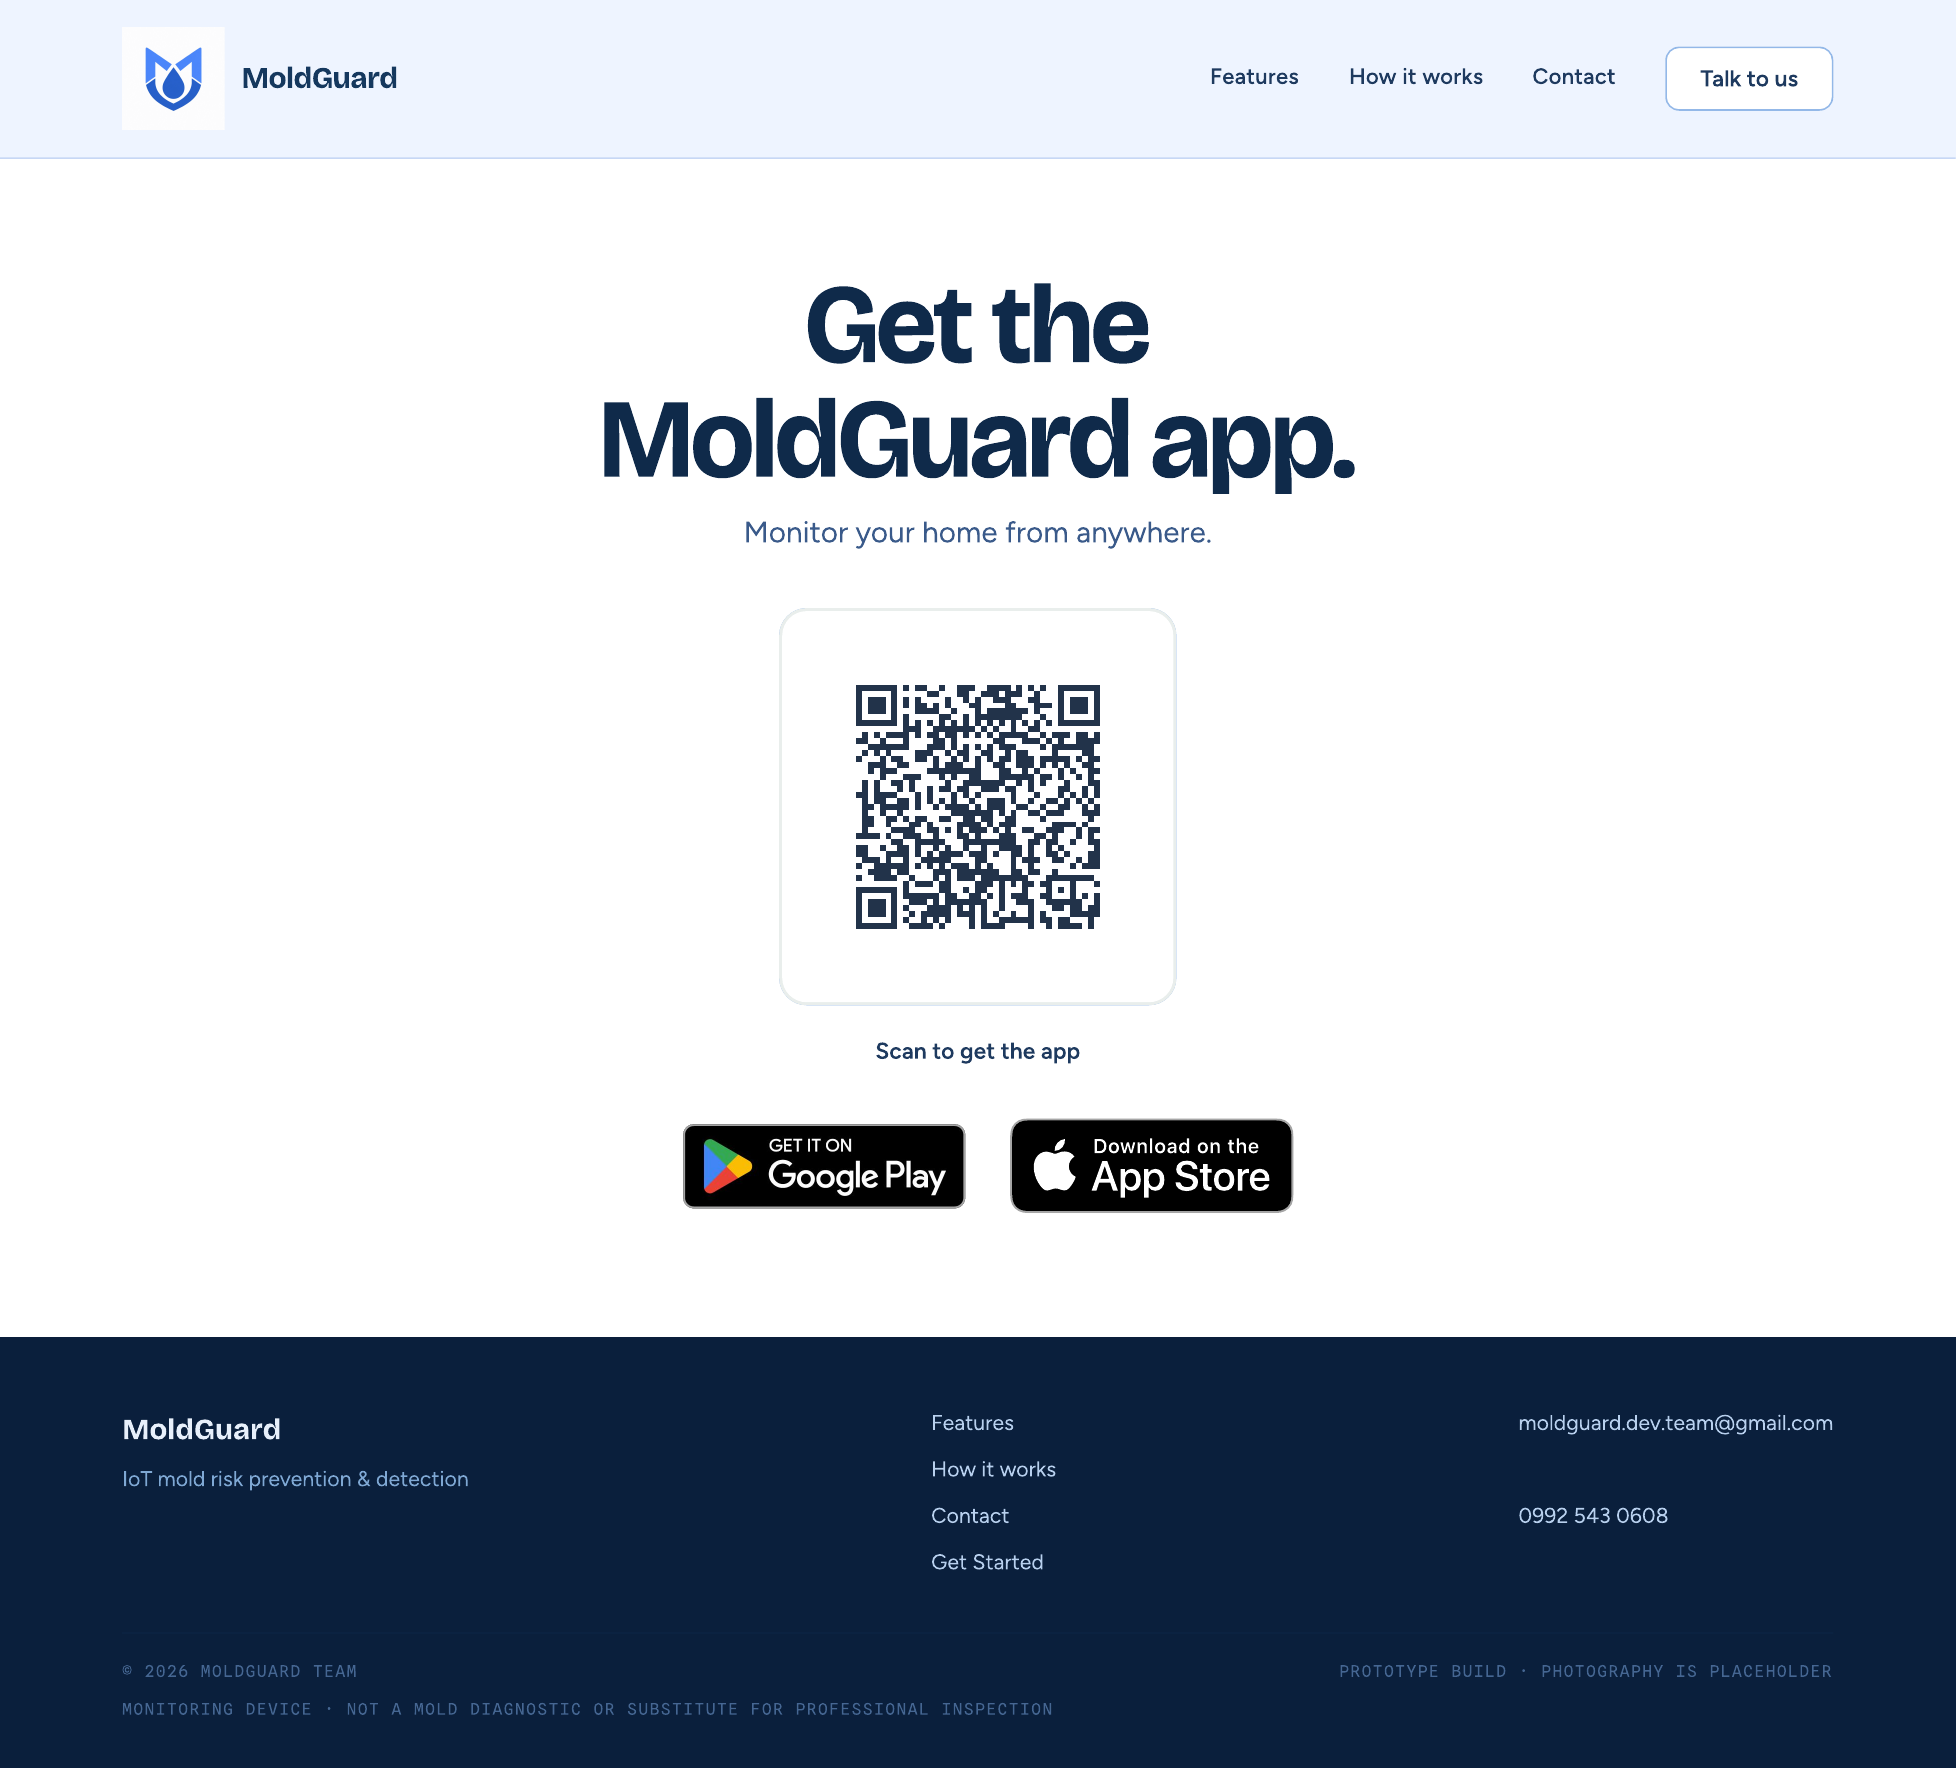 MoldGuard
Features
How it works
Contact
Talk to us
Get the
MoldGuard app.
Monitor your home from anywhere.
Scan to get the app
GET IT ON
Google Play
Download on the
App Store
MoldGuard
IoT mold risk prevention & detection
Features
How it works
Contact
Get Started
moldguard.dev.team@gmail.com
0992 543 0608
© 2026 MOLDGUARD TEAM
PROTOTYPE BUILD · PHOTOGRAPHY IS PLACEHOLDER
MONITORING DEVICE · NOT A MOLD DIAGNOSTIC OR SUBSTITUTE FOR PROFESSIONAL INSPECTION